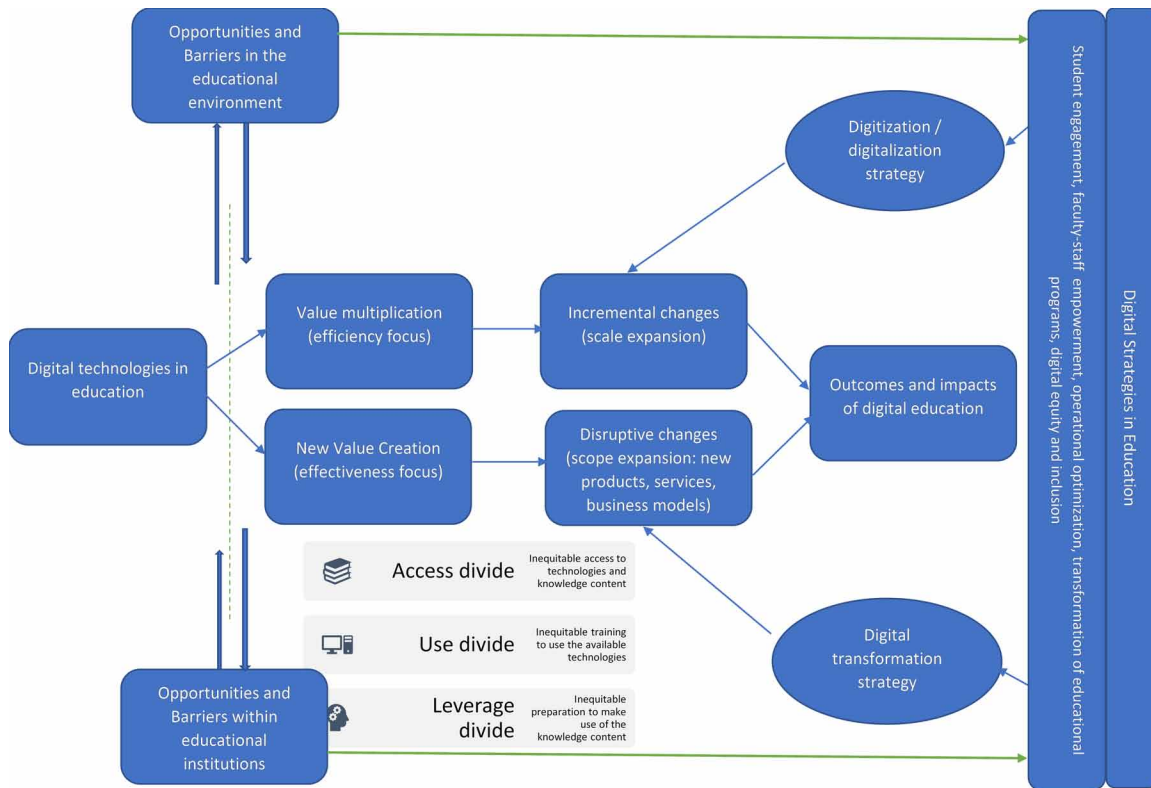 Opportunities and
Barriers in the
educational
environment
Digitization /
digitalization
strategy
Value multiplication
(efficiency focus)
Incremental changes
(scale expansion)
Digital technologies in
education
Outcomes and impacts
of digital education
New Value Creation
(effectiveness focus)
Disruptive changes
(scope expansion: new
products, services,
business models)
Access divide
Inequitable access to
technologies and
knowledge content
Use divide
Inequitable training
to use the available
technologies
Leverage
divide
Inequitable
preparation to make
use of the
knowledge content
Digital
transformation
strategy
Opportunities and
Barriers within
educational
institutions
Student engagement, faculty-staff empowerment, operational optimization, transformation of educational
programs, digital equity and inclusion
Digital Strategies in Education